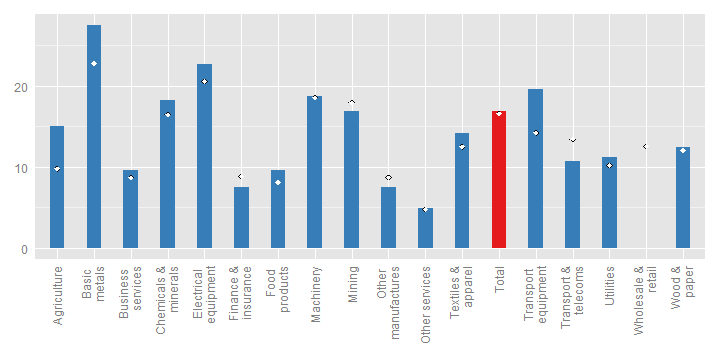 20
10
0
Agriculture
Basic
metals
Business
services
Chemicals &
minerals
Electrical
equipment
Finance &
insurance
Food
products
Machinery
Mining
Other
manufactures
Other services
Textiles &
apparel
Total
Transport
equipment
Transport &
telecoms
Utilities
Wholesale &
retail
Wood &
paper